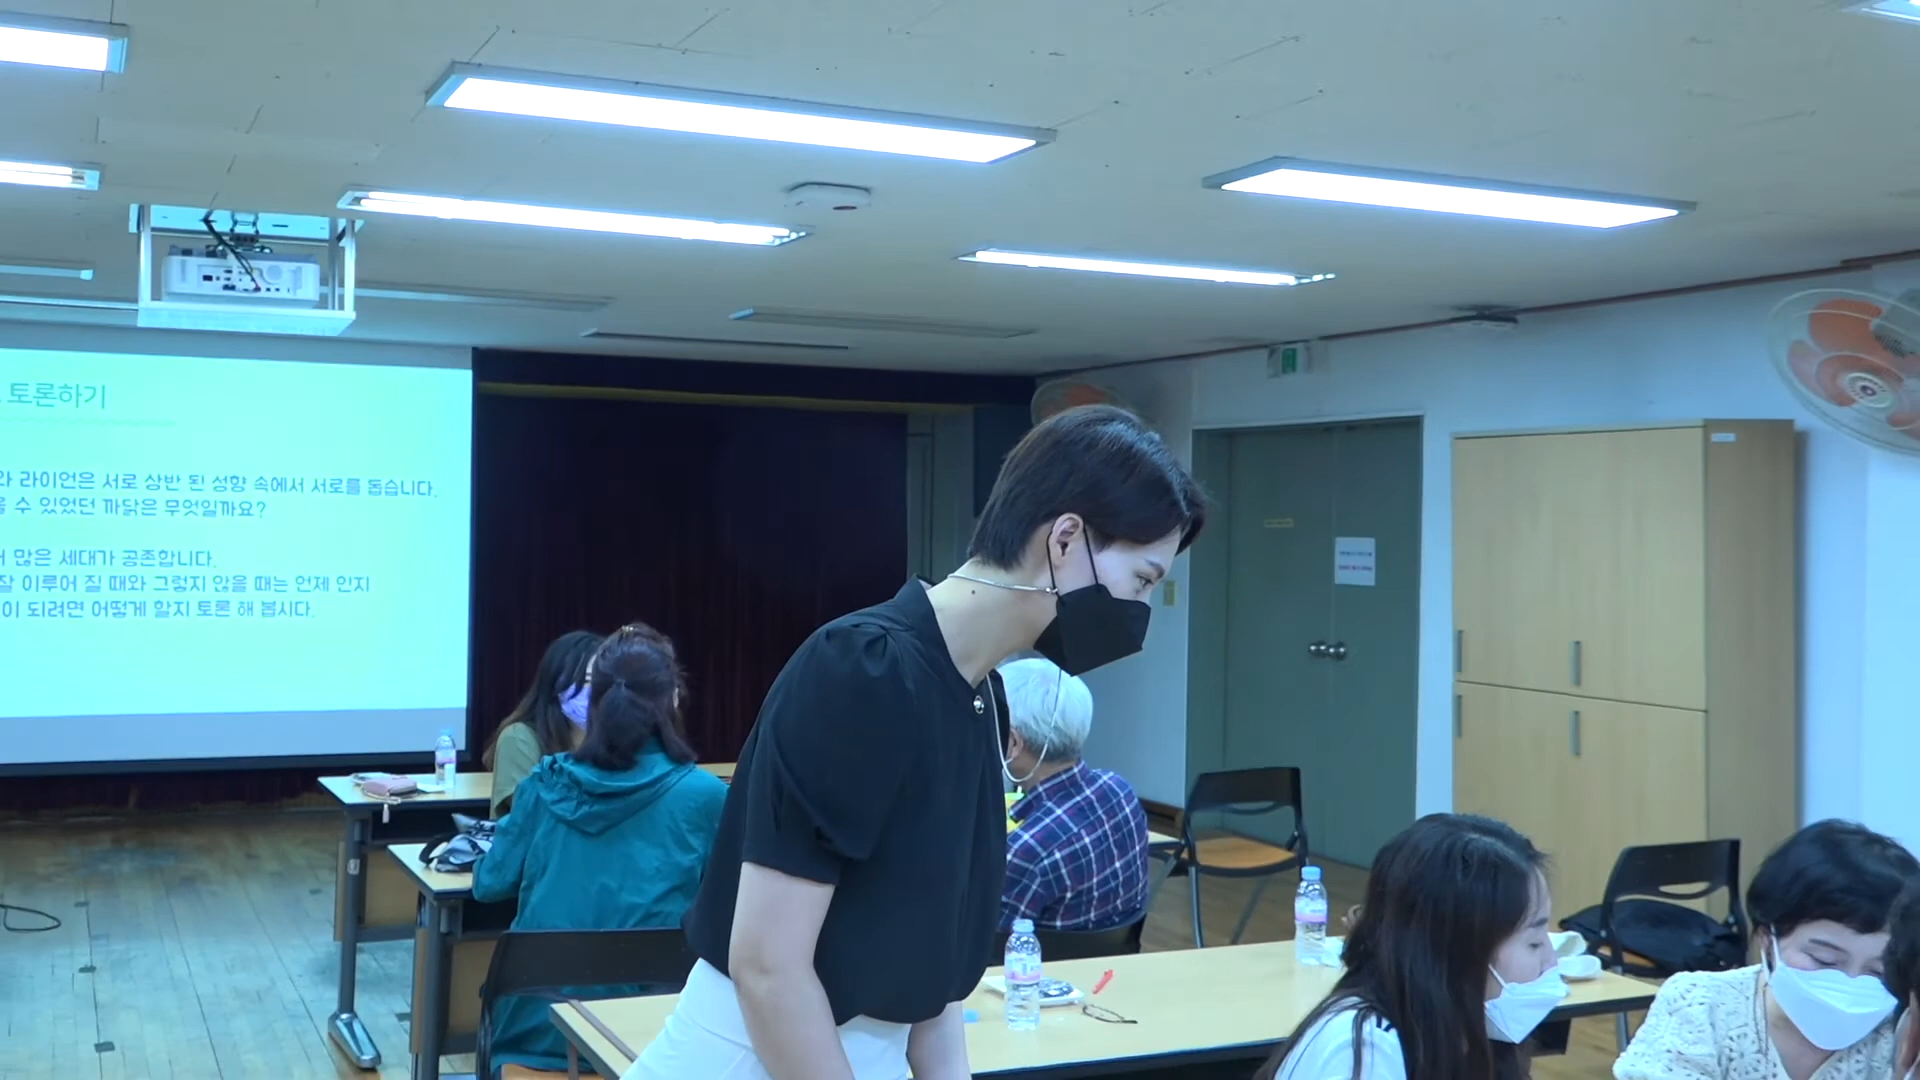 토론하기
라이언은 서로 상반 된 성향 속에서 서로를 돕습니다.
수 있었던 까닭은 무엇일까요?
많은 세대가 공존합니다.
잘 이루어 질 때와 그렇지 않을 때는 언제 인지
이 되려면 어떻게 할지 토론 해 봅시다.